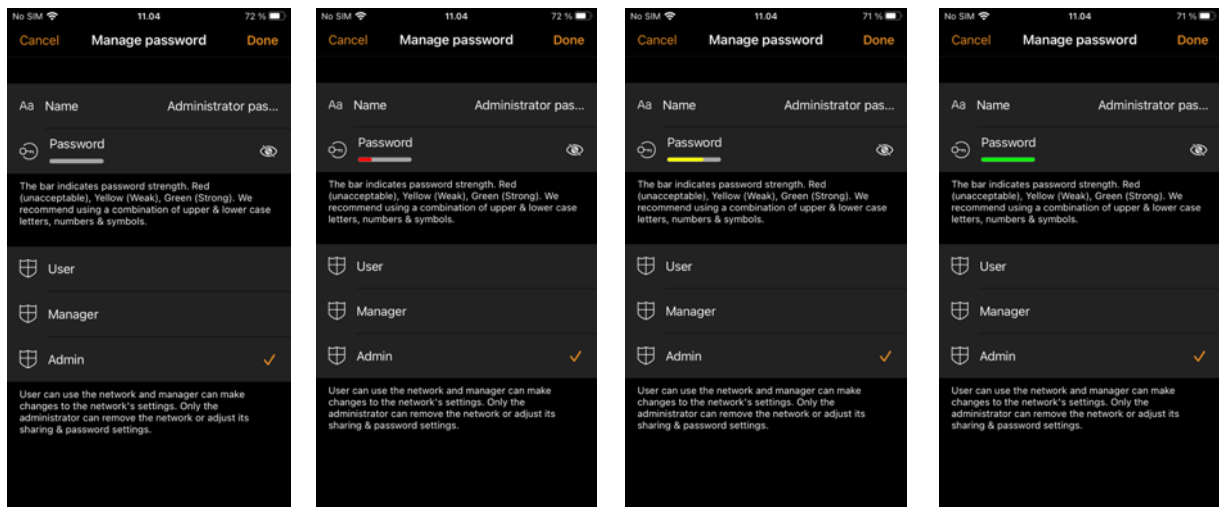 No SIM 11.04 72 %
Cancel Manage password Done
Aa Name Administrator pas...
Password
The bar indicates password strength. Red
(unacceptable), Yellow (Weak), Green (Strong). We
recommend using a combination of upper & lower case
letters, numbers & symbols.
User
Manager
Admin
User can use the network and manager can make
changes to the network's settings. Only the
administrator can remove the network or adjust its
sharing & password settings.
No SIM 11.04 72 %
Cancel Manage password Done
Aa Name Administrator pas...
Password
The bar indicates password strength. Red
(unacceptable), Yellow (Weak), Green (Strong). We
recommend using a combination of upper & lower case
letters, numbers & symbols.
User
Manager
Admin
User can use the network and manager can make
changes to the network's settings. Only the
administrator can remove the network or adjust its
sharing & password settings.
No SIM 11.04 71 %
Cancel Manage password Done
Aa Name Administrator pas...
Password
The bar indicates password strength. Red
(unacceptable), Yellow (Weak), Green (Strong). We
recommend using a combination of upper & lower case
letters, numbers & symbols.
User
Manager
Admin
User can use the network and manager can make
changes to the network's settings. Only the
administrator can remove the network or adjust its
sharing & password settings.
No SIM 11.04 71 %
Cancel Manage password Done
Aa Name Administrator pas...
Password
The bar indicates password strength. Red
(unacceptable), Yellow (Weak), Green (Strong). We
recommend using a combination of upper & lower case
letters, numbers & symbols.
User
Manager
Admin
User can use the network and manager can make
changes to the network's settings. Only the
administrator can remove the network or adjust its
sharing & password settings.